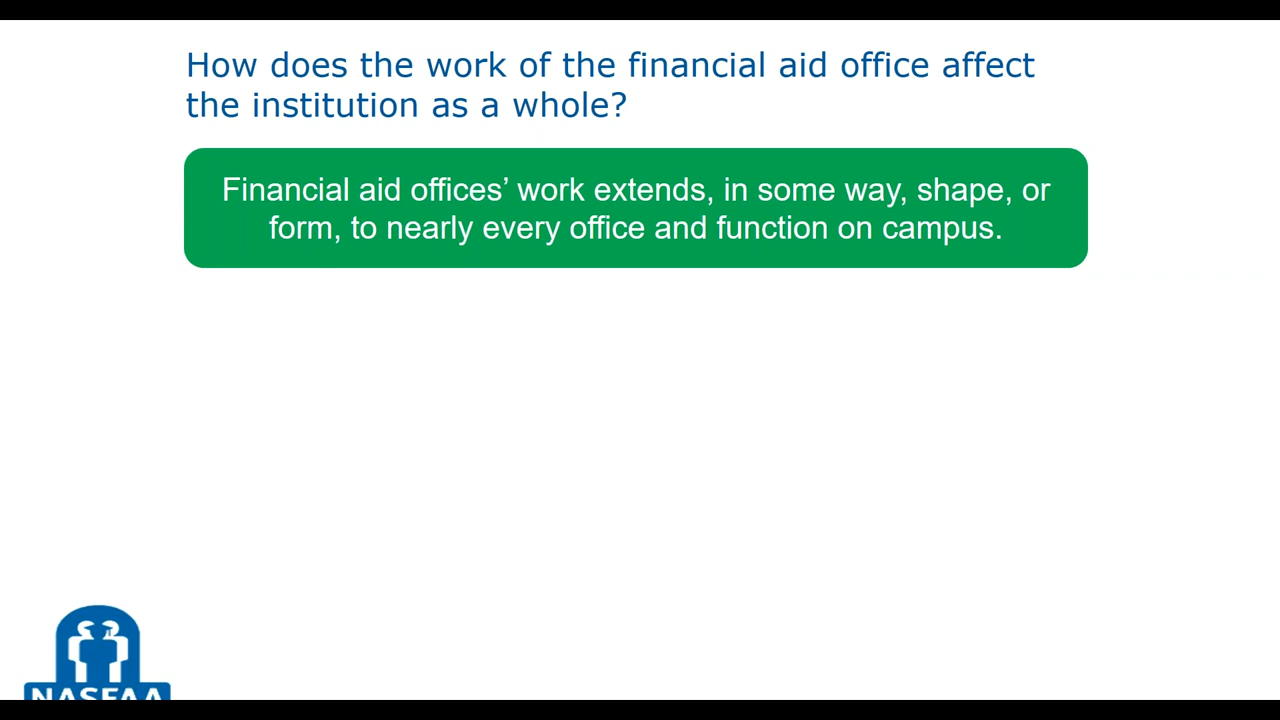 How does the work of the financial aid office affect
the institution as a whole?
Financial aid offices’ work extends, in some way, shape, or
form, to nearly every office and function on campus.
NASFAA